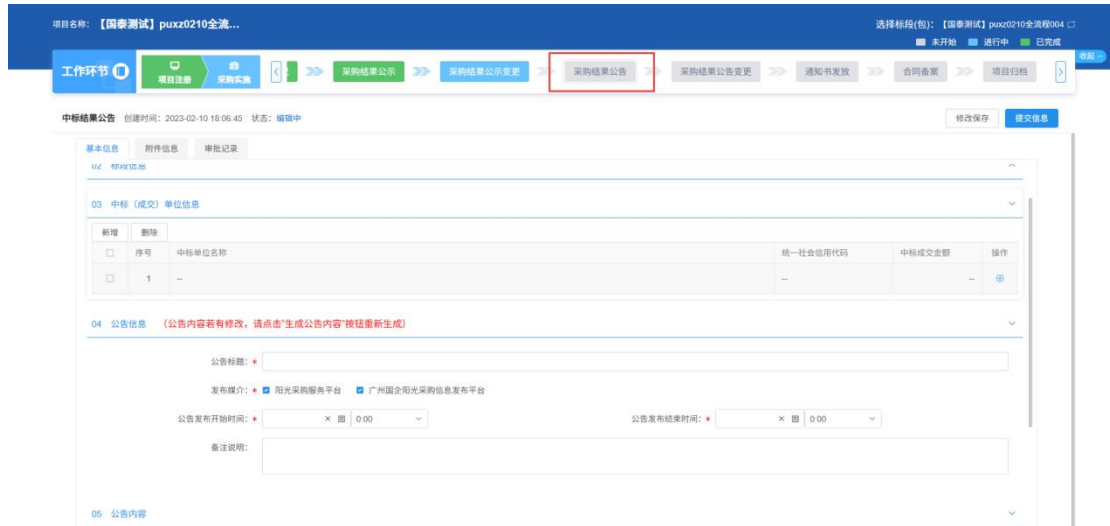 项目名称: 【国泰测试】puxz0210全流...
选择标段(包): 【国泰测试】puxz0210全流程004
未开始 进行中 已完成
收起
工作环节 项目注册 采购实施 采购结果公示 采购结果公示变更 采购结果公告 采购结果公告变更 通知书发放 合同备案 项目归档
中标结果公告 创建时间: 2023-02-10 18:06:45 状态: 编辑中 修改保存 提交信息
基本信息 附件信息 审批记录
02 标段信息
03 中标（成交）单位信息
新增 删除
序号 中标单位名称 统一社会信用代码 中标成交金额 操作
1 -- -- --
04 公告信息 （公告内容若有修改，请点击"生成公告内容"按钮重新生成）
公告标题: *
发布媒介: * 阳光采购服务平台 广州国企阳光采购信息发布平台
公告发布开始时间: * 0:00 公告发布结束时间: * 0:00
备注说明:
05 公告内容